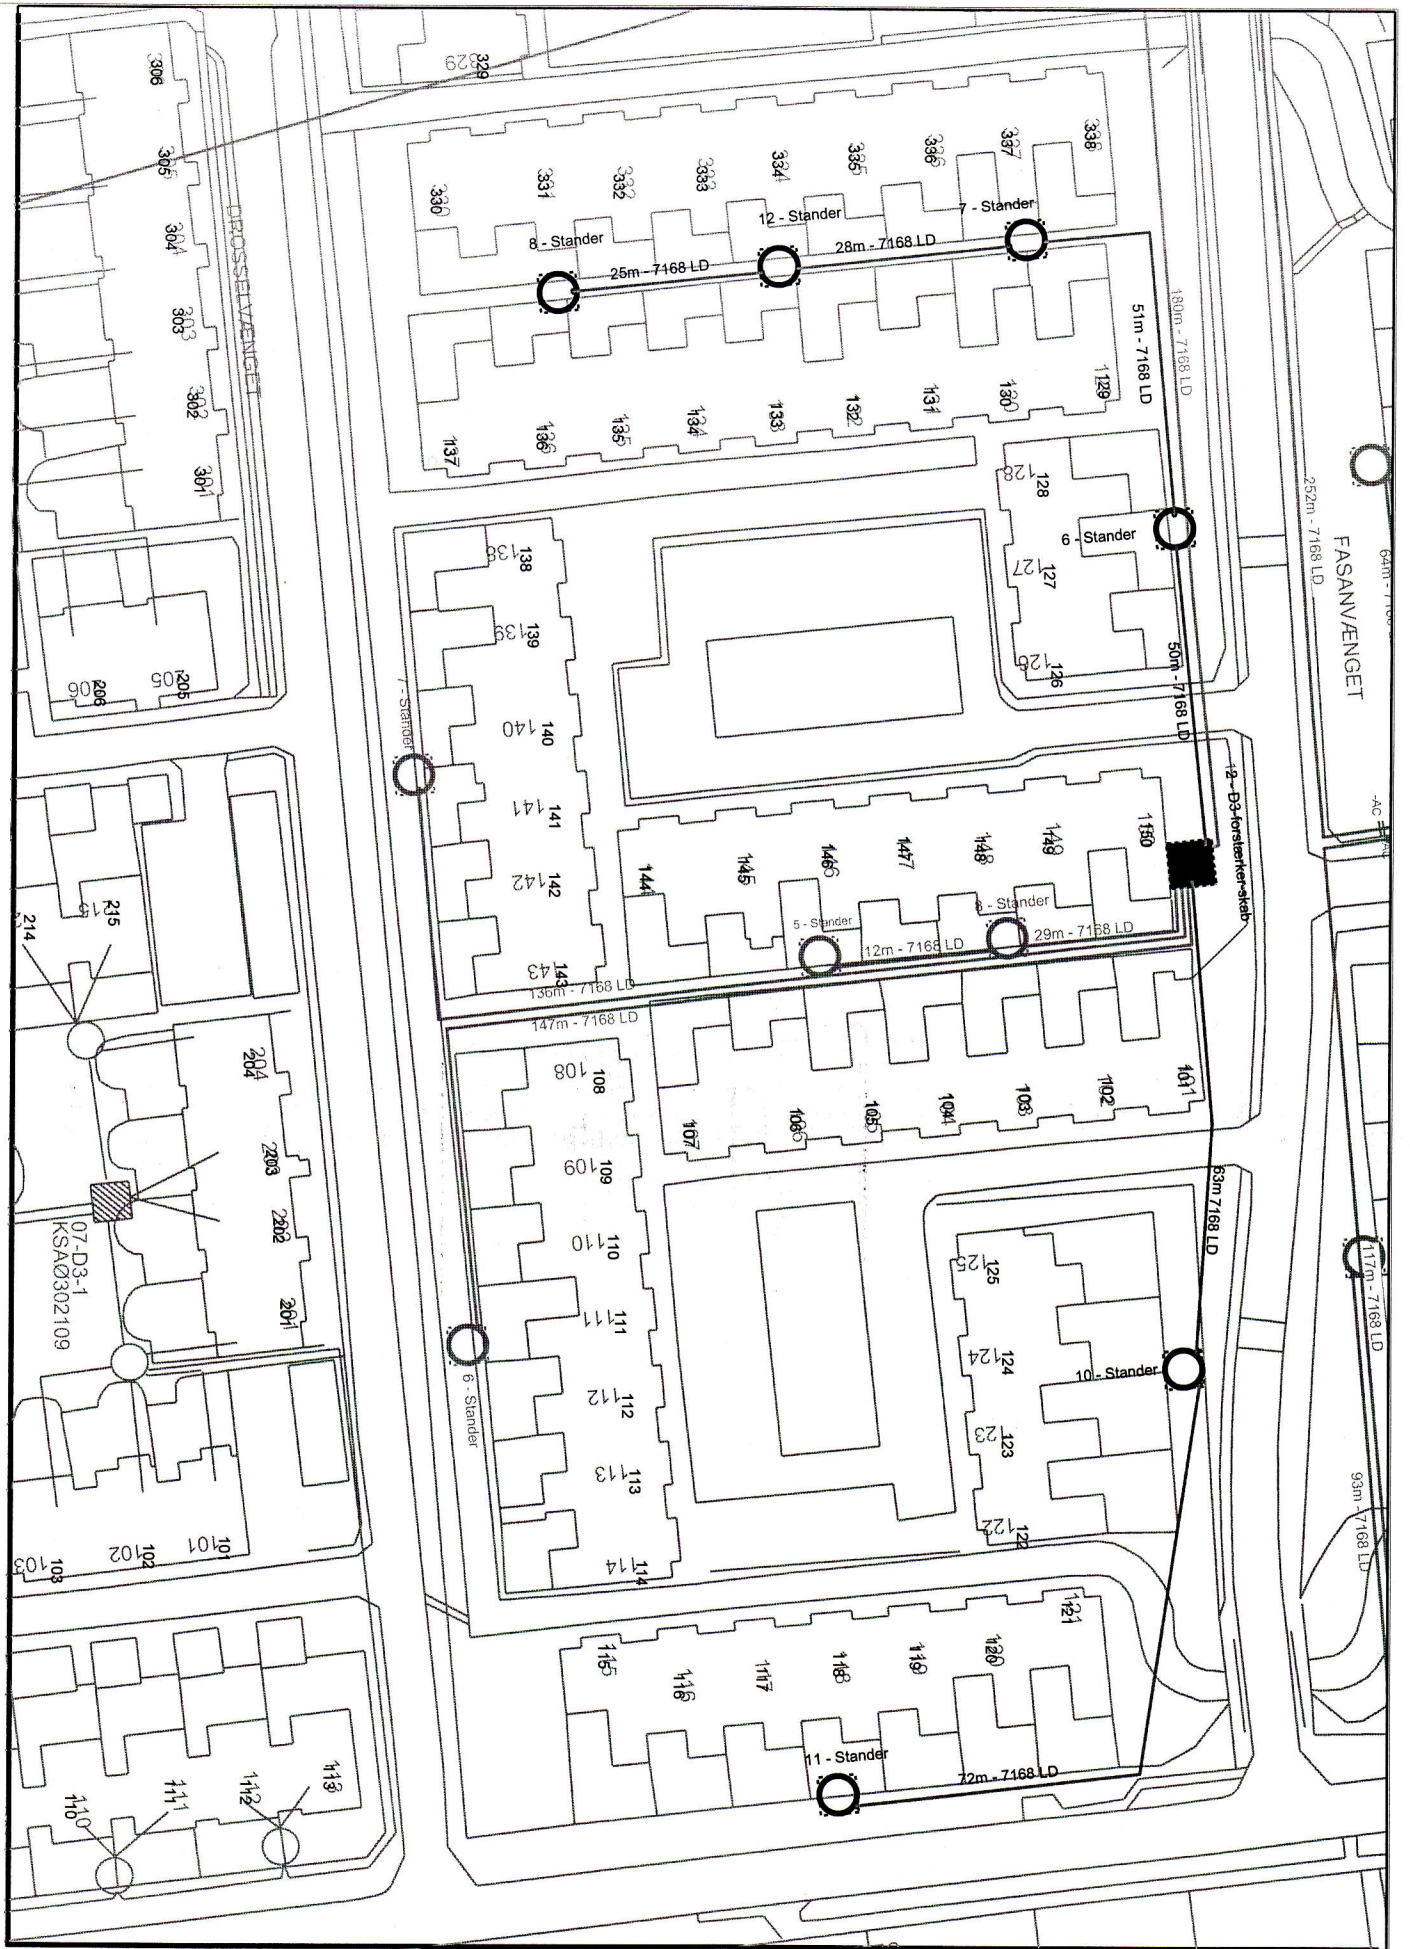 306
305
304
303
302
301
DROSSELVÆNGET
329
330
331
332
333
334
335
336
337
338
8 - Stander
12 - Stander
7 - Stander
25m - 7168 LD
28m - 7168 LD
51m - 7168 LD
180m - 7168 LD
137
136
135
134
133
132
131
130
129
128
127
126
6 - Stander
50m - 7168 LD
252m - 7168 LD
FASANVÆNGET
138
139
140
141
142
143
7 - Stander
206
205
12 - D3-forstærker-skab
144
145
146
147
148
149
150
5 - Stander
8 - Stander
12m - 7168 LD
29m - 7168 LD
136m - 7168 LD
147m - 7168 LD
214
215
204
203
202
201
07-D3-1
KSAØ302109
107
106
105
104
103
102
101
108
109
110
111
112
113
114
6 - Stander
63m 7168 LD
125
124
123
122
10 - Stander
117m - 7168 LD
93m - 7168 LD
103
102
101
115
116
117
118
119
120
121
11 - Stander
72m - 7168 LD
110
111
112
113